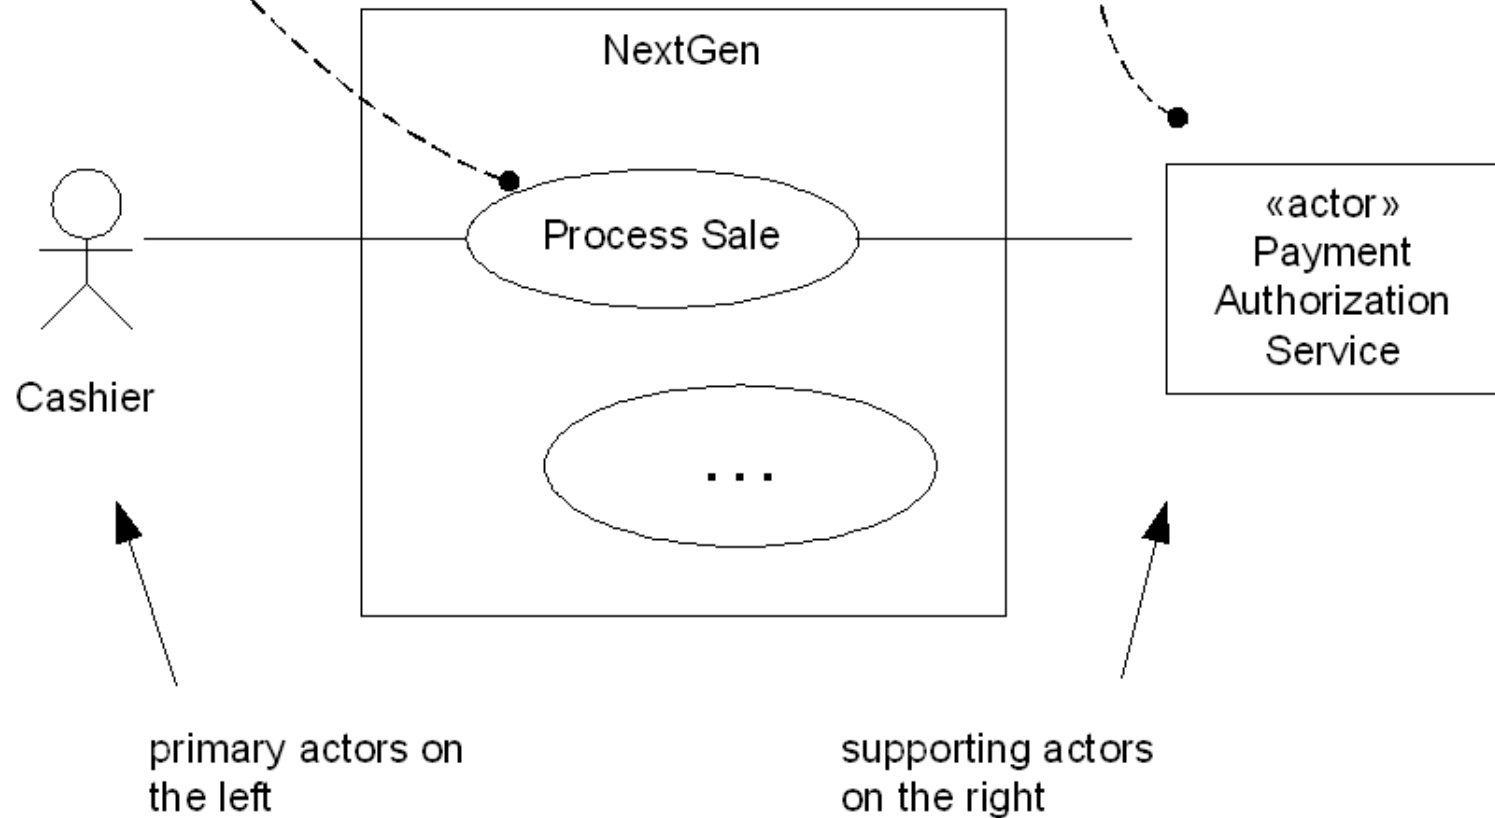 NextGen
Process Sale
«actor»
Payment
Authorization
Service
Cashier
...
primary actors on
the left
supporting actors
on the right